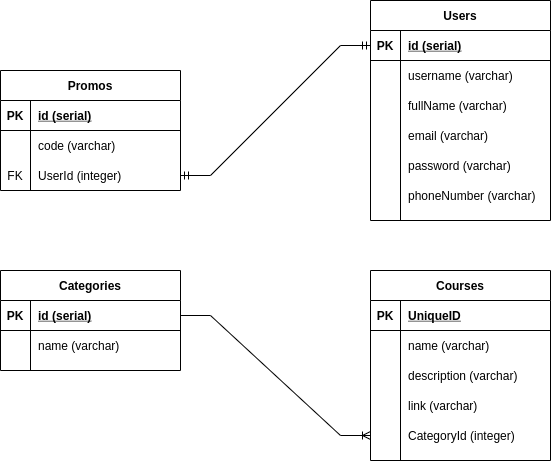 Users
PK id (serial)
username (varchar)
fullName (varchar)
email (varchar)
password (varchar)
phoneNumber (varchar)
Promos
PK id (serial)
code (varchar)
FK UserId (integer)
Categories
PK id (serial)
name (varchar)
Courses
PK UniqueID
name (varchar)
description (varchar)
link (varchar)
CategoryId (integer)